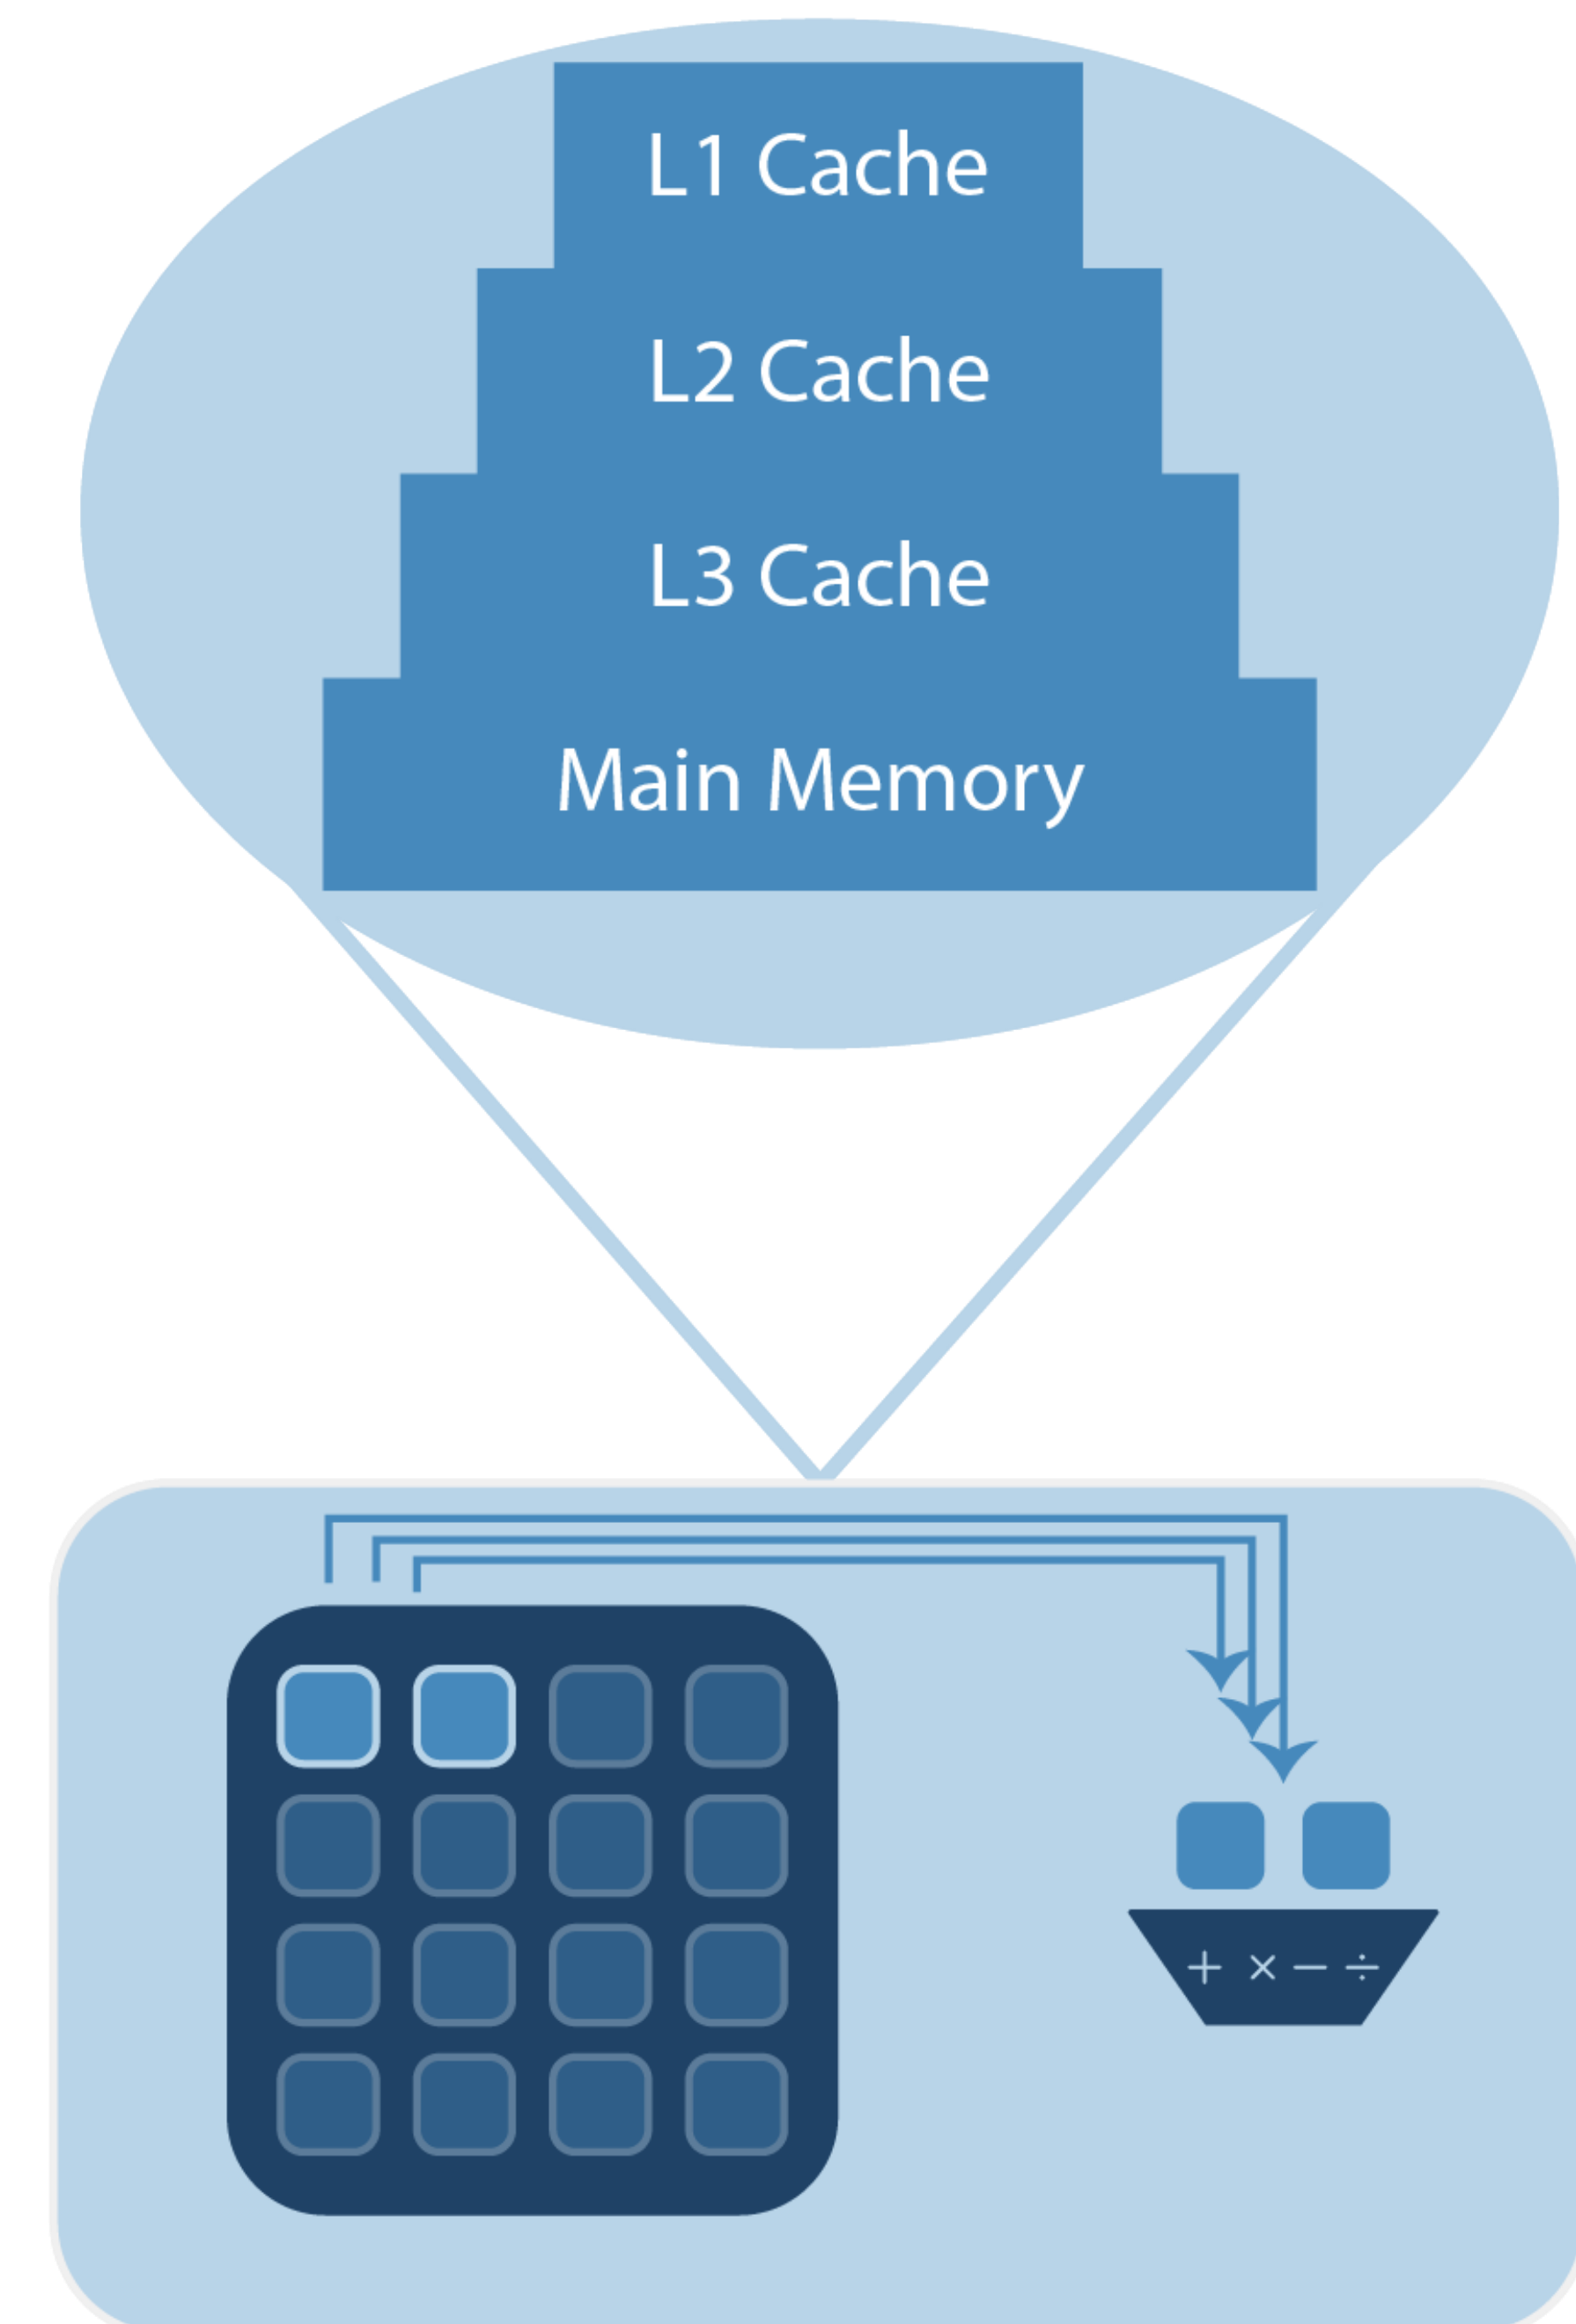 L1 Cache
L2 Cache
L3 Cache
Main Memory
+ × − ÷